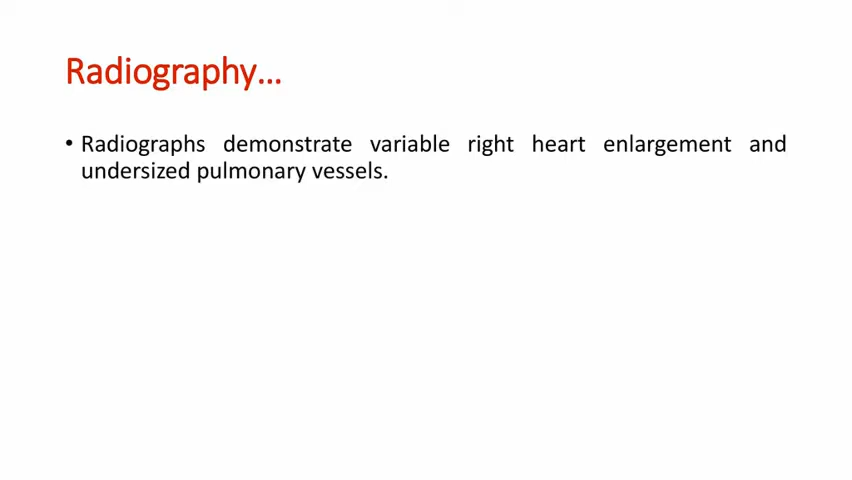 Radiography...
• Radiographs demonstrate variable right heart enlargement and
undersized pulmonary vessels.